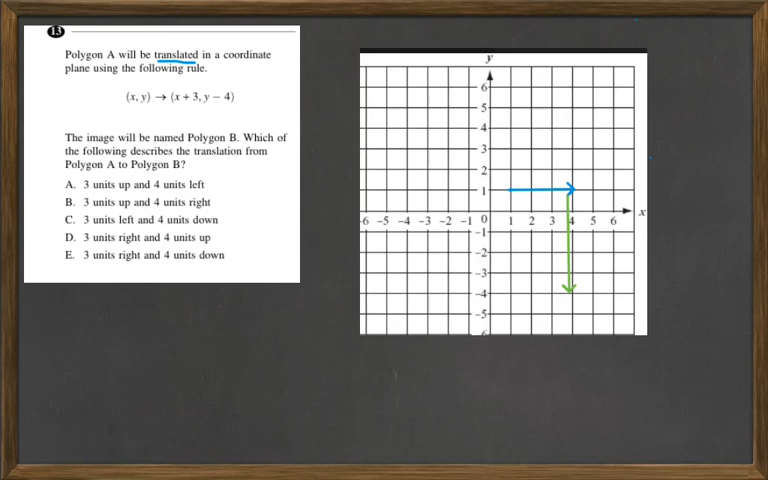 13
Polygon A will be translated in a coordinate
plane using the following rule.
(x, y) → (x + 3, y − 4)
The image will be named Polygon B. Which of
the following describes the translation from
Polygon A to Polygon B?
A. 3 units up and 4 units left
B. 3 units up and 4 units right
C. 3 units left and 4 units down
D. 3 units right and 4 units up
E. 3 units right and 4 units down
y
6
5
4
3
2
1
-6 -5 -4 -3 -2 -1 0 1 2 3 4 5 6 x
-1
-2
-3
-4
-5